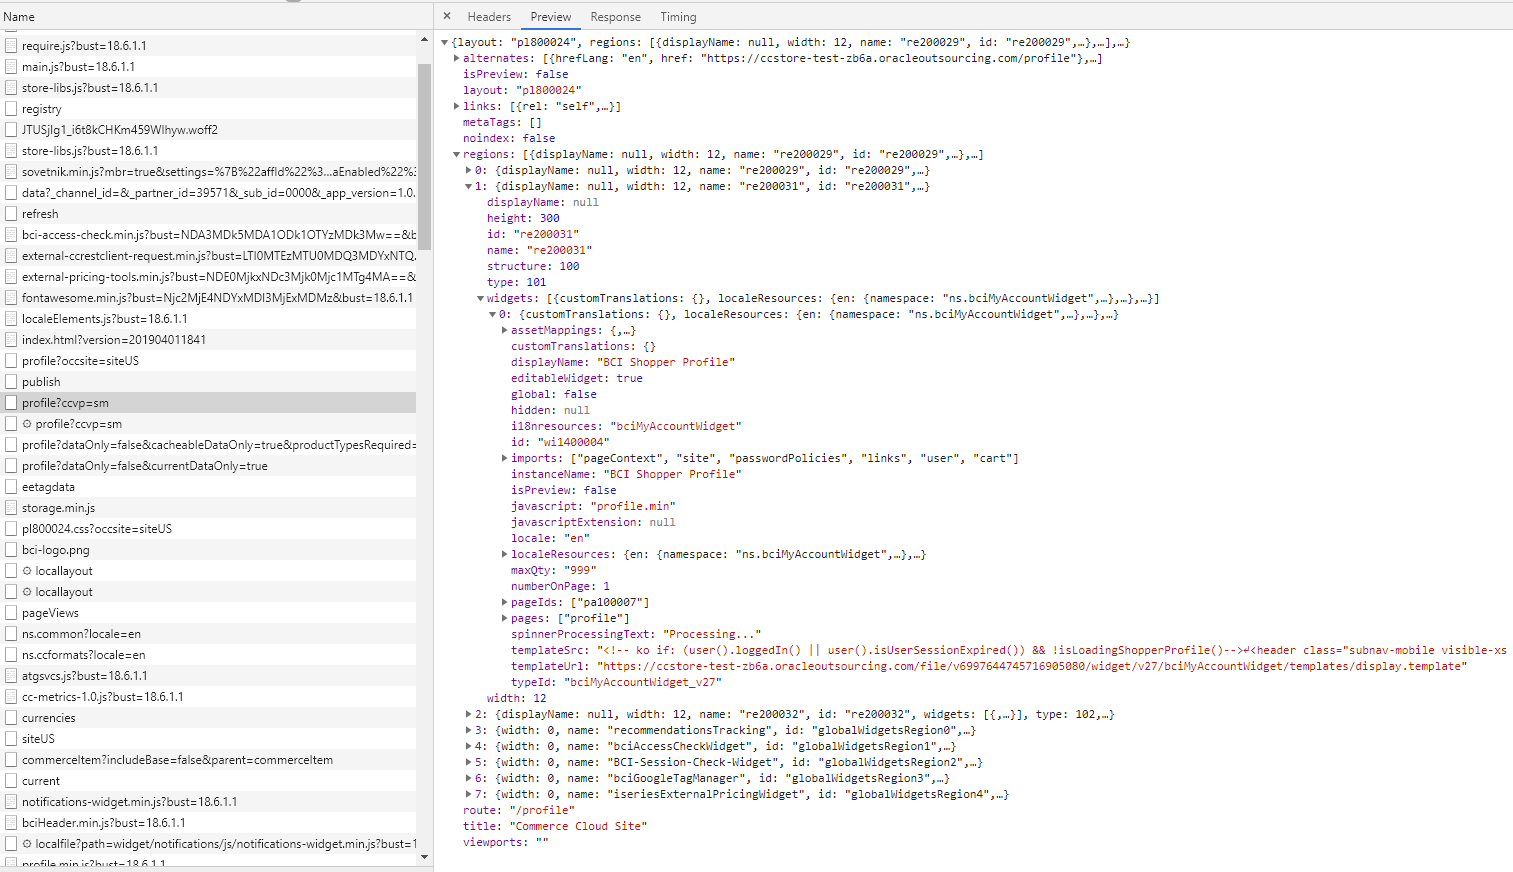 Name
require.js?bust=18.6.1.1
main.js?bust=18.6.1.1
store-libs.js?bust=18.6.1.1
registry
JTUSjIg1_i6t8kCHKm459Wlhyw.woff2
store-libs.js?bust=18.6.1.1
sovetnik.min.js?mbr=true&settings=%7B%22affId%22%3...aEnabled%22%3
data?_channel_id=&_partner_id=39571&_sub_id=0000&_app_version=1.0.
refresh
bci-access-check.min.js?bust=NDA3MDk5MDA1ODk1OTYzMDk3Mw==&b
external-ccrestclient-request.min.js?bust=LTI0MTEzMTU0MDQ3MDYxNTQ.
external-pricing-tools.min.js?bust=NDE0MjkxNDc3Mjk0Mjc1MTg4MA==&
fontawesome.min.js?bust=Njc2MjE4NDYxMDI3MjExMDMz&bust=18.6.1.1
localeElements.js?bust=18.6.1.1
index.html?version=201904011841
profile?occsite=siteUS
publish
profile?ccvp=sm
profile?ccvp=sm
profile?dataOnly=false&cacheableDataOnly=true&productTypesRequired=
profile?dataOnly=false&currentDataOnly=true
eetagdata
storage.min.js
pl800024.css?occsite=siteUS
bci-logo.png
locallayout
locallayout
pageViews
ns.common?locale=en
ns.ccformats?locale=en
atgsvcs.js?bust=18.6.1.1
cc-metrics-1.0.js?bust=18.6.1.1
currencies
siteUS
commerceItem?includeBase=false&parent=commerceItem
current
notifications-widget.min.js?bust=18.6.1.1
bciHeader.min.js?bust=18.6.1.1
localfile?path=widget/notifications/js/notifications-widget.min.js?bust=1
profile.min.js?bust=18.6.1.1
× Headers Preview Response Timing
{layout: "pl800024", regions: [{displayName: null, width: 12, name: "re200029", id: "re200029",…},…],…}
alternates: [{hrefLang: "en", href: "https://ccstore-test-zb6a.oracleoutsourcing.com/profile"},…]
isPreview: false
layout: "pl800024"
links: [{rel: "self",…}]
metaTags: []
noindex: false
regions: [{displayName: null, width: 12, name: "re200029", id: "re200029",…},…]
0: {displayName: null, width: 12, name: "re200029", id: "re200029",…}
1: {displayName: null, width: 12, name: "re200031", id: "re200031",…}
displayName: null
height: 300
id: "re200031"
name: "re200031"
structure: 100
type: 101
widgets: [{customTranslations: {}, localeResources: {en: {namespace: "ns.bciMyAccountWidget",…},…},…}]
0: {customTranslations: {}, localeResources: {en: {namespace: "ns.bciMyAccountWidget",…},…},…}
assetMappings: {,…}
customTranslations: {}
displayName: "BCI Shopper Profile"
editableWidget: true
global: false
hidden: null
i18nresources: "bciMyAccountWidget"
id: "wi1400004"
imports: ["pageContext", "site", "passwordPolicies", "links", "user", "cart"]
instanceName: "BCI Shopper Profile"
isPreview: false
javascript: "profile.min"
javascriptExtension: null
locale: "en"
localeResources: {en: {namespace: "ns.bciMyAccountWidget",…},…}
maxQty: "999"
numberOnPage: 1
pageIds: ["pa100007"]
pages: ["profile"]
spinnerProcessingText: "Processing..."
templateSrc: "<!-- ko if: (user().loggedIn() || user().isUserSessionExpired()) && !isLoadingShopperProfile()-->↵<header class="subnav-mobile visible-xs
templateUrl: "https://ccstore-test-zb6a.oracleoutsourcing.com/file/v6997644745716905080/widget/v27/bciMyAccountWidget/templates/display.template"
typeId: "bciMyAccountWidget_v27"
width: 12
2: {displayName: null, width: 12, name: "re200032", id: "re200032", widgets: [{,…}], type: 102,…}
3: {width: 0, name: "recommendationsTracking", id: "globalWidgetsRegion0",…}
4: {width: 0, name: "bciAccessCheckWidget", id: "globalWidgetsRegion1",…}
5: {width: 0, name: "BCI-Session-Check-Widget", id: "globalWidgetsRegion2",…}
6: {width: 0, name: "bciGoogleTagManager", id: "globalWidgetsRegion3",…}
7: {width: 0, name: "iseriesExternalPricingWidget", id: "globalWidgetsRegion4",…}
route: "/profile"
title: "Commerce Cloud Site"
viewports: ""